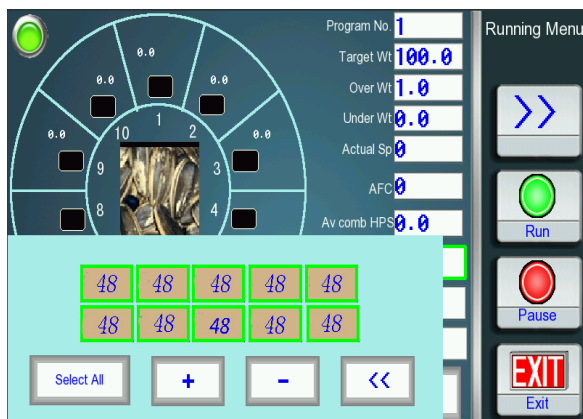 Running Menu
Program No. 1
Target Wt 100.0
Over Wt 1.0
Under Wt 0.0
Actual Sp 0
AFC 0
Av comb HPS 0.0
0.0
0.0 0.0
0.0 0.0
1
10 2
9 3
8 4
>>
Run
Pause
EXIT
Exit
48 48 48 48 48
48 48 48 48 48
Select All + - <<